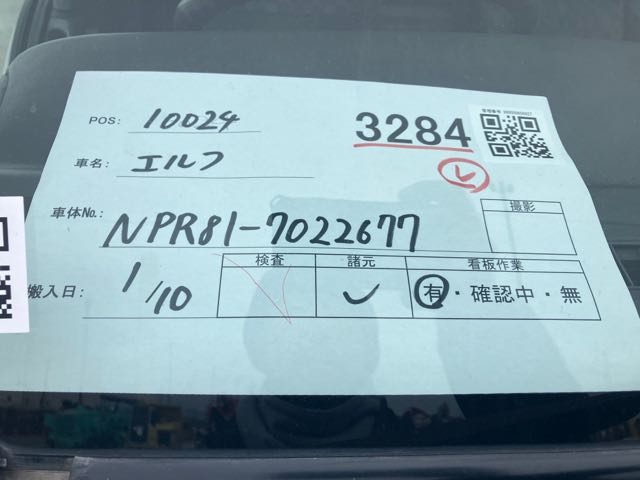 POS: 10024
3284
車名: エルフ
レ
車体No.: NPR81-7022677
撮影
搬入日: 1/10
検査 諸元 看板作業
有・確認中・無